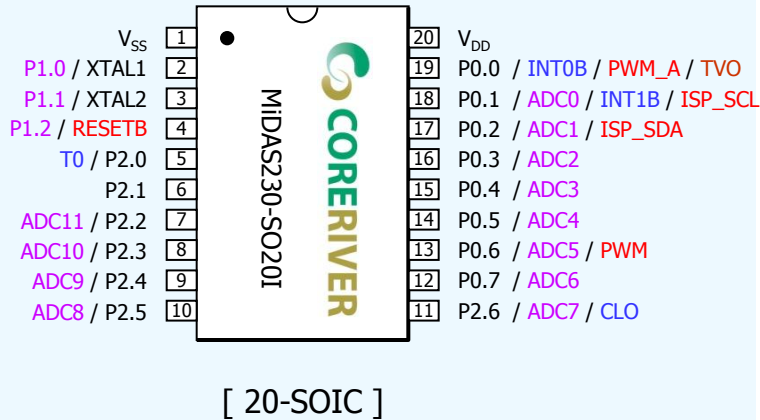 V_SS 1
P1.0 / XTAL1 2
P1.1 / XTAL2 3
P1.2 / RESETB 4
T0 / P2.0 5
P2.1 6
ADC11 / P2.2 7
ADC10 / P2.3 8
ADC9 / P2.4 9
ADC8 / P2.5 10
MiDAS230-SO20I
CORERIVER
20 V_DD
19 P0.0 / INT0B / PWM_A / TVO
18 P0.1 / ADC0 / INT1B / ISP_SCL
17 P0.2 / ADC1 / ISP_SDA
16 P0.3 / ADC2
15 P0.4 / ADC3
14 P0.5 / ADC4
13 P0.6 / ADC5 / PWM
12 P0.7 / ADC6
11 P2.6 / ADC7 / CLO
[ 20-SOIC ]